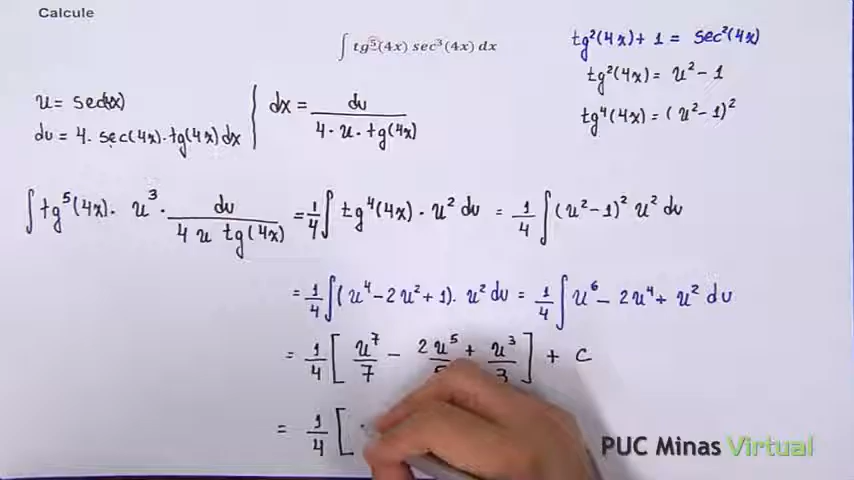 Calcule
∫ tg⁵(4x) sec³(4x) dx
tg²(4x) + 1 = sec²(4x)
tg²(4x) = u² − 1
tg⁴(4x) = (u² − 1)²
u = sec(4x)
du = 4 · sec(4x) · tg(4x) dx
dx = du / (4 · u · tg(4x))
∫ tg⁵(4x) · u³ · du / (4 u tg(4x)) = 1/4 ∫ tg⁴(4x) · u² du = 1/4 ∫ (u² − 1)² u² du
= 1/4 ∫ (u⁴ − 2u² + 1) · u² du = 1/4 ∫ u⁶ − 2u⁴ + u² du
= 1/4 [ u⁷/7 − 2u⁵/5 + u³/3 ] + c
= 1/4 [
PUC Minas Virtual